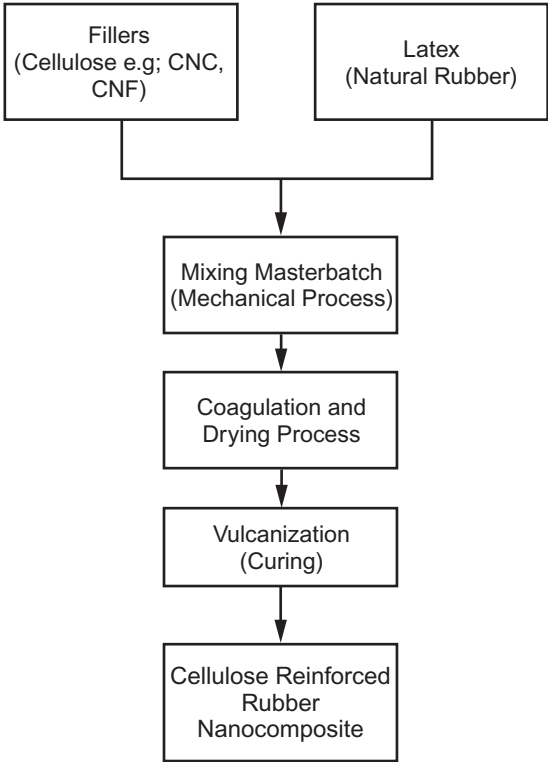 Fillers
(Cellulose e.g; CNC,
CNF)
Latex
(Natural Rubber)
Mixing Masterbatch
(Mechanical Process)
Coagulation and
Drying Process
Vulcanization
(Curing)
Cellulose Reinforced
Rubber
Nanocomposite